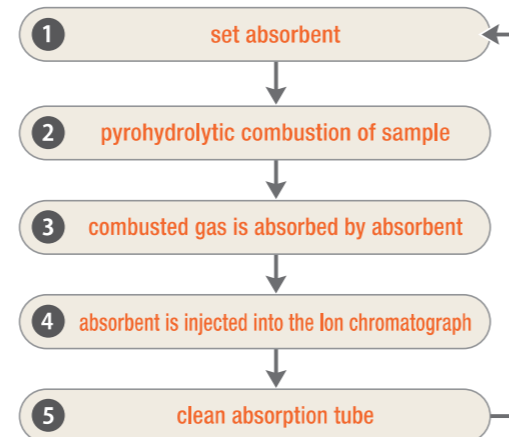 1 set absorbent
2 pyrohydrolytic combustion of sample
3 combusted gas is absorbed by absorbent
4 absorbent is injected into the Ion chromatograph
5 clean absorption tube